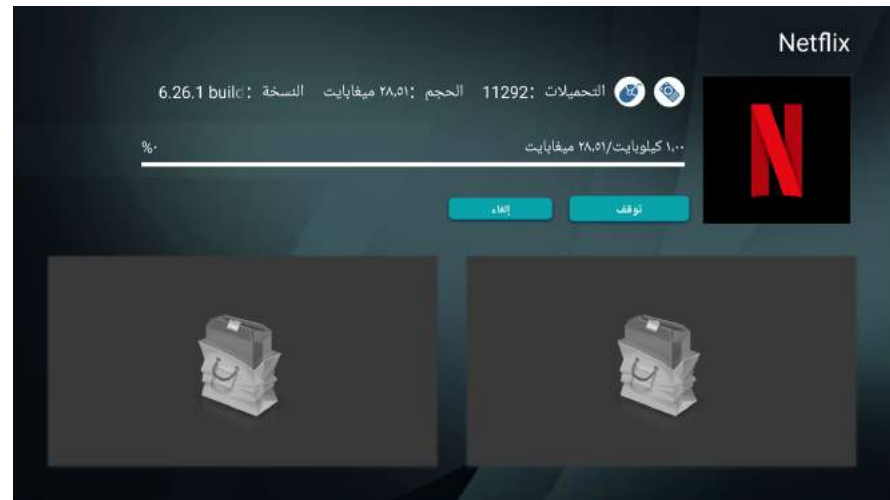 Netflix
التحميلات: 11292 الحجم: ٢٨,٥١ ميغابايت النسخة: 6.26.1 build
١,٠٠ كيلوبايت/٢٨,٥١ ميغابايت ٠%
توقف إلغاء